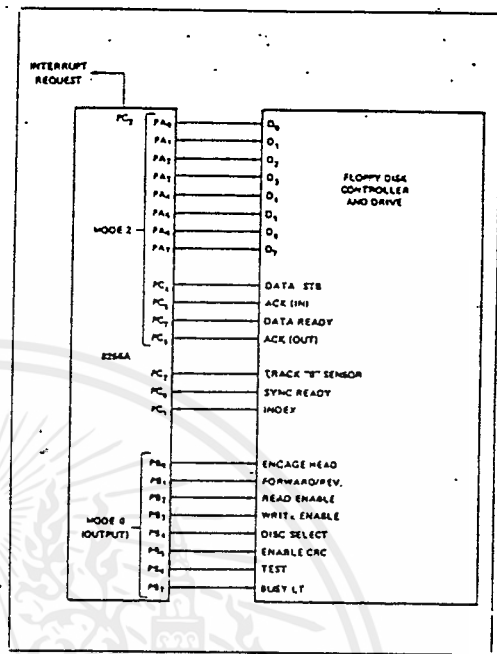 INTERRUPT
REQUEST
PC3
PA0 D0
PA1 D1
PA2 D2
PA3 D3
PA4 D4
PA5 D5
PA6 D6
PA7 D7
FLOPPY DISK
CONTROLLER
AND DRIVE
MODE 2
PC4 DATA STB
PC5 ACK (IN)
PC7 DATA READY
PC6 ACK (OUT)
8255A
PC2 TRACK "0" SENSOR
PC1 SYNC READY
PC0 INDEX
MODE 0
(OUTPUT)
PB0 ENGAGE HEAD
PB1 FORWARD/REV.
PB2 READ ENABLE
PB3 WRITE ENABLE
PB4 DISC SELECT
PB5 ENABLE CRC
PB6 TEST
PB7 BUSY LT